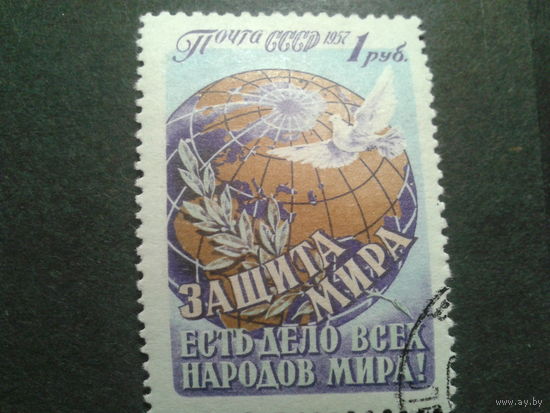 Почта СССР 1957
1 руб.
ЗАЩИТА
МИРА
ЕСТЬ ДЕЛО ВСЕХ
НАРОДОВ МИРА!
www.ay.by